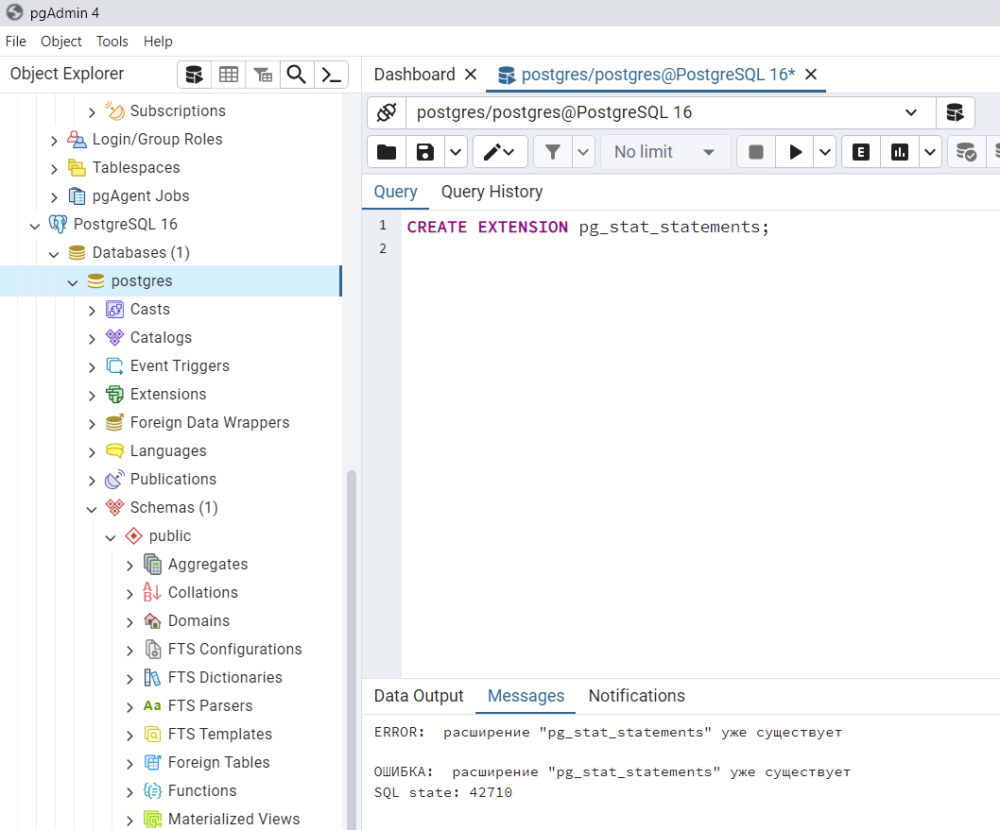 pgAdmin 4
File Object Tools Help
Object Explorer
Dashboard
postgres/postgres@PostgreSQL 16*
postgres/postgres@PostgreSQL 16
No limit
E
Query Query History
1 CREATE EXTENSION pg_stat_statements;
2
Subscriptions
Login/Group Roles
Tablespaces
pgAgent Jobs
PostgreSQL 16
Databases (1)
postgres
Casts
Catalogs
Event Triggers
Extensions
Foreign Data Wrappers
Languages
Publications
Schemas (1)
public
Aggregates
Collations
Domains
FTS Configurations
FTS Dictionaries
Aa FTS Parsers
FTS Templates
Foreign Tables
Functions
Materialized Views
Data Output Messages Notifications
ERROR:  расширение "pg_stat_statements" уже существует
ОШИБКА:  расширение "pg_stat_statements" уже существует
SQL state: 42710